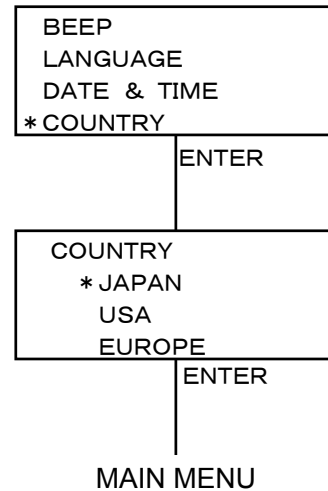 BEEP
LANGUAGE
DATE & TIME
* COUNTRY
ENTER
COUNTRY
* JAPAN
USA
EUROPE
ENTER
MAIN MENU